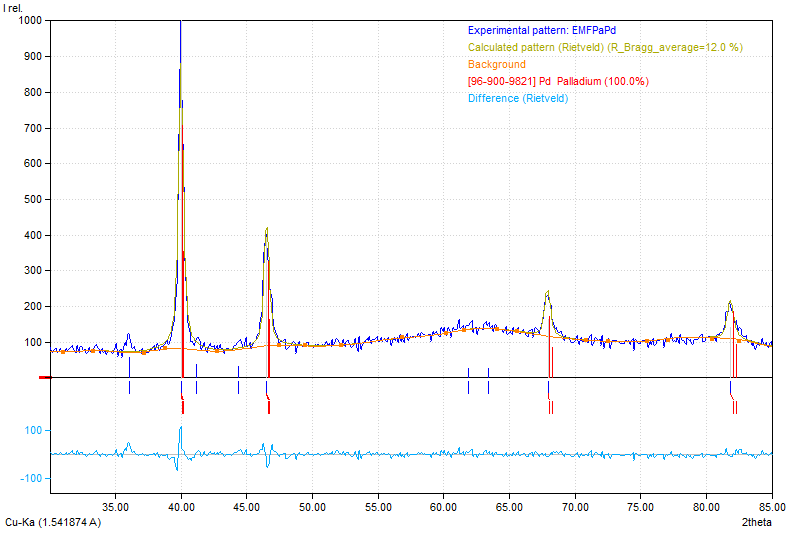 I rel.
1000
900
800
700
600
500
400
300
200
100
100
-100
Experimental pattern: EMFPaPd
Calculated pattern (Rietveld) (R_Bragg_average=12.0 %)
Background
[96-900-9821] Pd Palladium (100.0%)
Difference (Rietveld)
35.00 40.00 45.00 50.00 55.00 60.00 65.00 70.00 75.00 80.00 85.00
Cu-Ka (1.541874 A) 2theta